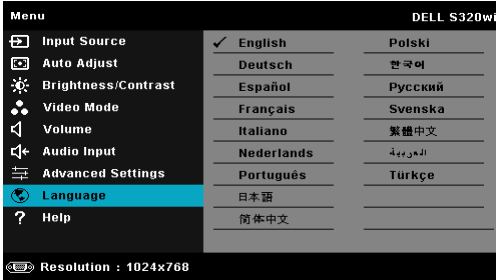 Menu
DELL S320wi
Input Source
Auto Adjust
Brightness/Contrast
Video Mode
Volume
Audio Input
Advanced Settings
Language
Help
English
Deutsch
Español
Français
Italiano
Nederlands
Português
日本語
简体中文
Polski
한국어
Русский
Svenska
繁體中文
العربية
Türkçe
Resolution : 1024x768